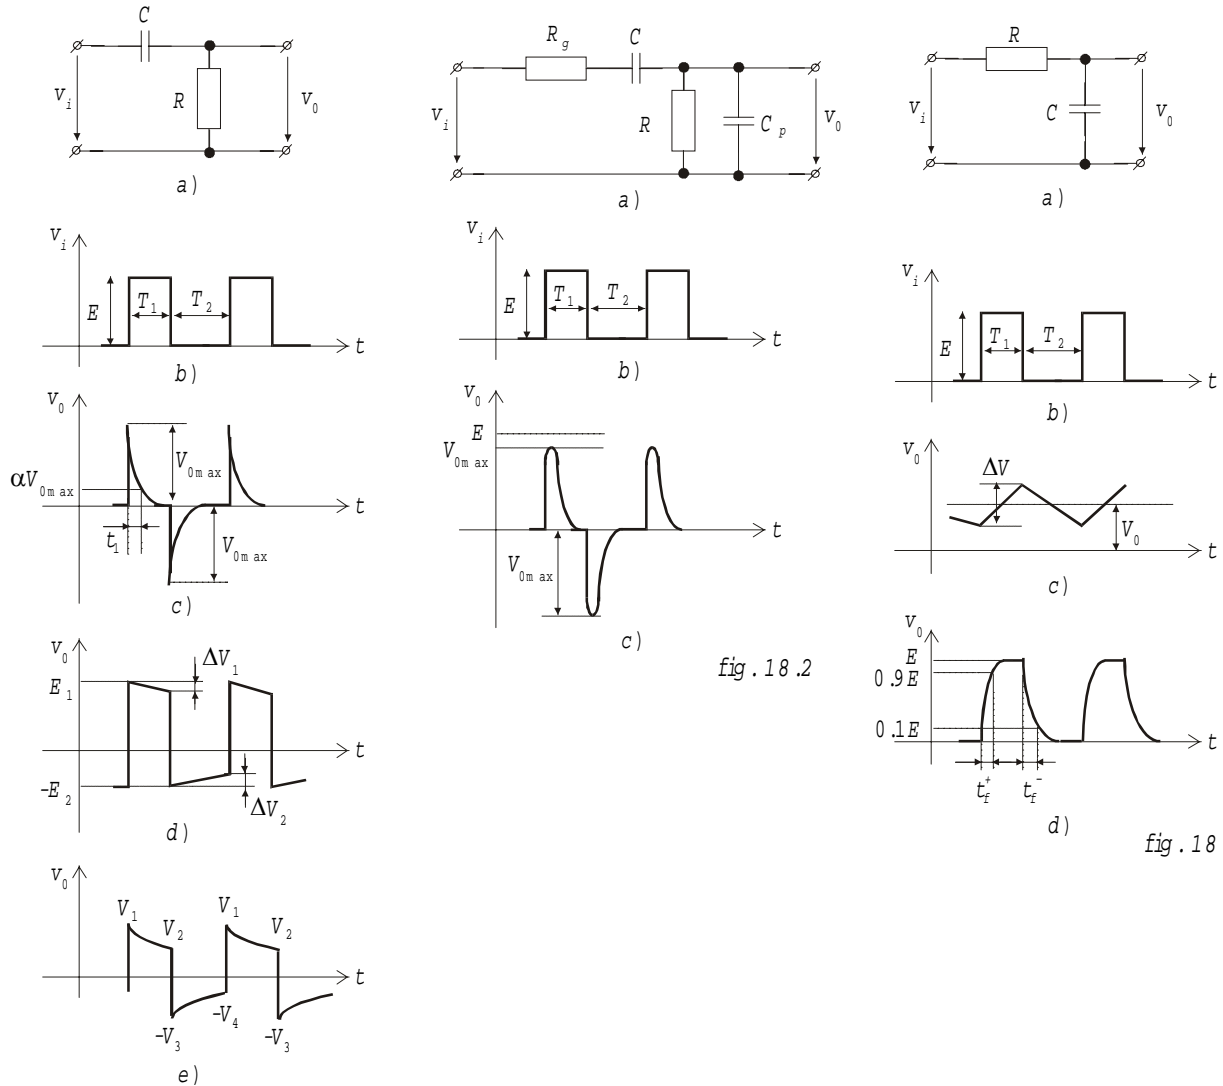 C
V_i
R
V_0
a)
V_i
E
T_1
T_2
t
b)
V_0
αV_0max
V_0max
t_1
V_0max
t
c)
V_0
ΔV_1
E_1
t
-E_2
ΔV_2
d)
V_0
V_1
V_2
V_1
V_2
t
-V_3
-V_4
-V_3
e)
R_g
C
V_i
R
C_p
V_0
a)
V_i
E
T_1
T_2
t
b)
V_0
E
V_0max
t
V_0max
c)
fig.18.2
R
V_i
C
V_0
a)
V_i
E
T_1
T_2
t
b)
V_0
ΔV
V_0
t
c)
V_0
E
0.9E
0.1E
t
t_f^+
t_f^-
d)
fig.18